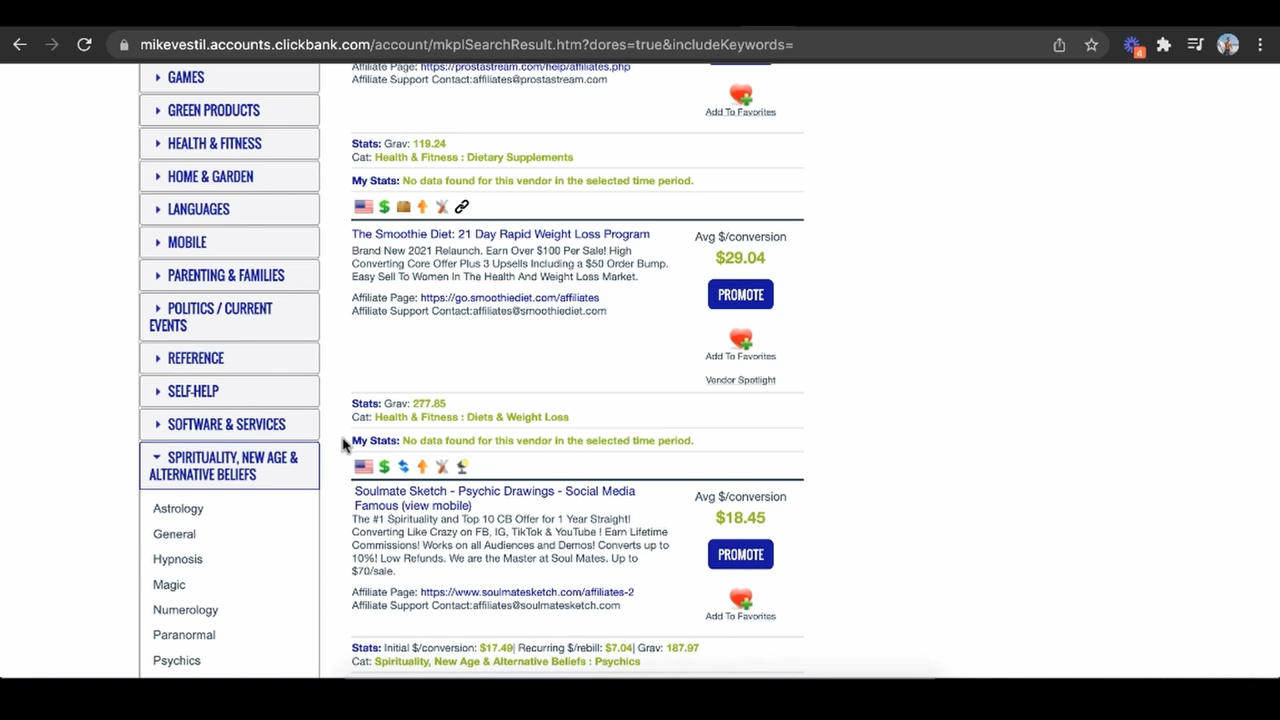 mikevestil.accounts.clickbank.com/account/mkplSearchResult.htm?dores=true&includeKeywords=
4
GAMES
GREEN PRODUCTS
HEALTH & FITNESS
HOME & GARDEN
LANGUAGES
MOBILE
PARENTING & FAMILIES
POLITICS / CURRENT
EVENTS
REFERENCE
SELF-HELP
SOFTWARE & SERVICES
SPIRITUALITY, NEW AGE &
ALTERNATIVE BELIEFS
Astrology
General
Hypnosis
Magic
Numerology
Paranormal
Psychics
Affiliate Page: https://prostastream.com/help/affiliates.php
Affiliate Support Contact:affiliates@prostastream.com
Add To Favorites
Stats: Grav: 119.24
Cat: Health & Fitness : Dietary Supplements
My Stats: No data found for this vendor in the selected time period.
The Smoothie Diet: 21 Day Rapid Weight Loss Program
Brand New 2021 Relaunch. Earn Over $100 Per Sale! High
Converting Core Offer Plus 3 Upsells Including a $50 Order Bump.
Easy Sell To Women In The Health And Weight Loss Market.
Affiliate Page: https://go.smoothiediet.com/affiliates
Affiliate Support Contact:affiliates@smoothiediet.com
Avg $/conversion
$29.04
PROMOTE
Add To Favorites
Vendor Spotlight
Stats: Grav: 277.85
Cat: Health & Fitness : Diets & Weight Loss
My Stats: No data found for this vendor in the selected time period.
Soulmate Sketch - Psychic Drawings - Social Media
Famous (view mobile)
The #1 Spirituality and Top 10 CB Offer for 1 Year Straight!
Converting Like Crazy on FB, IG, TikTok & YouTube ! Earn Lifetime
Commissions! Works on all Audiences and Demos! Converts up to
10%! Low Refunds. We are the Master at Soul Mates. Up to
$70/sale.
Affiliate Page: https://www.soulmatesketch.com/affiliates-2
Affiliate Support Contact:affiliates@soulmatesketch.com
Avg $/conversion
$18.45
PROMOTE
Add To Favorites
Stats: Initial $/conversion: $17.49| Recurring $/rebill: $7.04| Grav: 187.97
Cat: Spirituality, New Age & Alternative Beliefs : Psychics